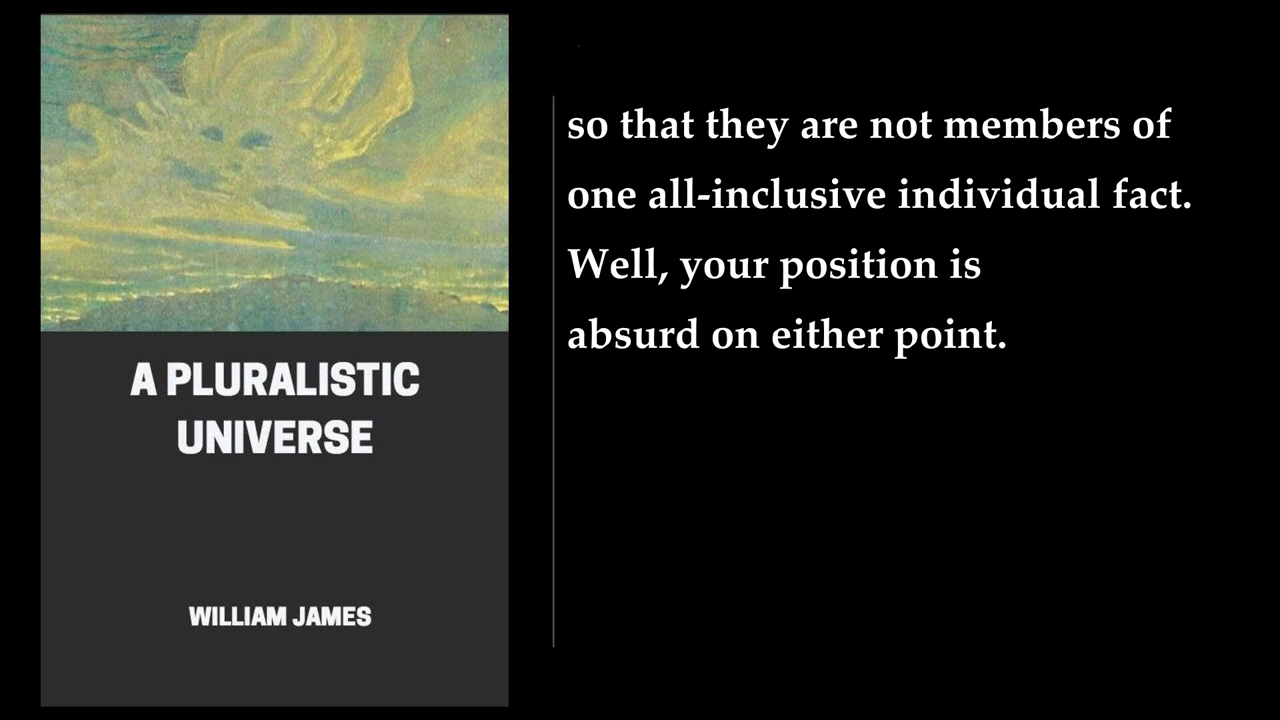 A PLURALISTIC
UNIVERSE
WILLIAM JAMES
so that they are not members of
one all-inclusive individual fact.
Well, your position is
absurd on either point.